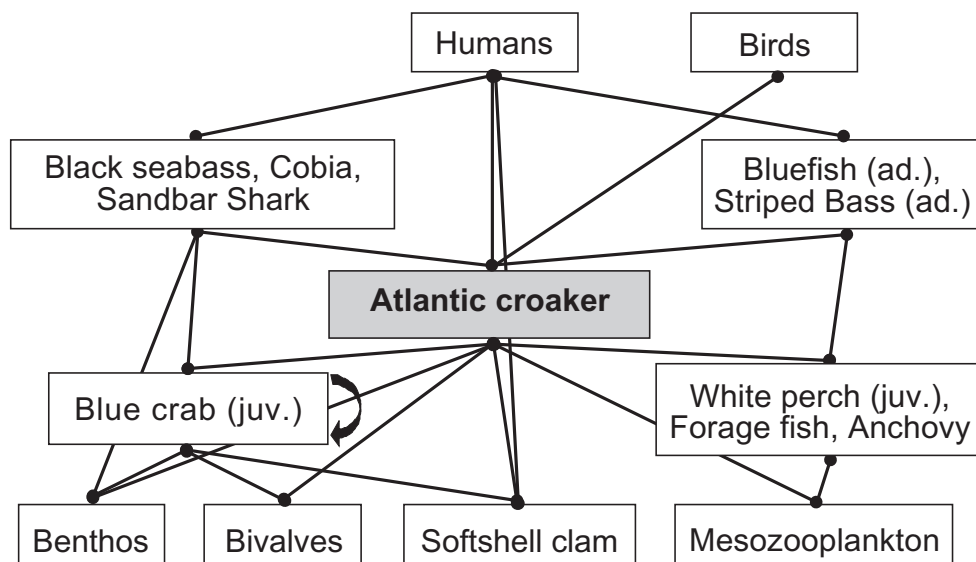 Humans
Birds
Black seabass, Cobia,
Sandbar Shark
Bluefish (ad.),
Striped Bass (ad.)
Atlantic croaker
Blue crab (juv.)
White perch (juv.),
Forage fish, Anchovy
Benthos
Bivalves
Softshell clam
Mesozooplankton